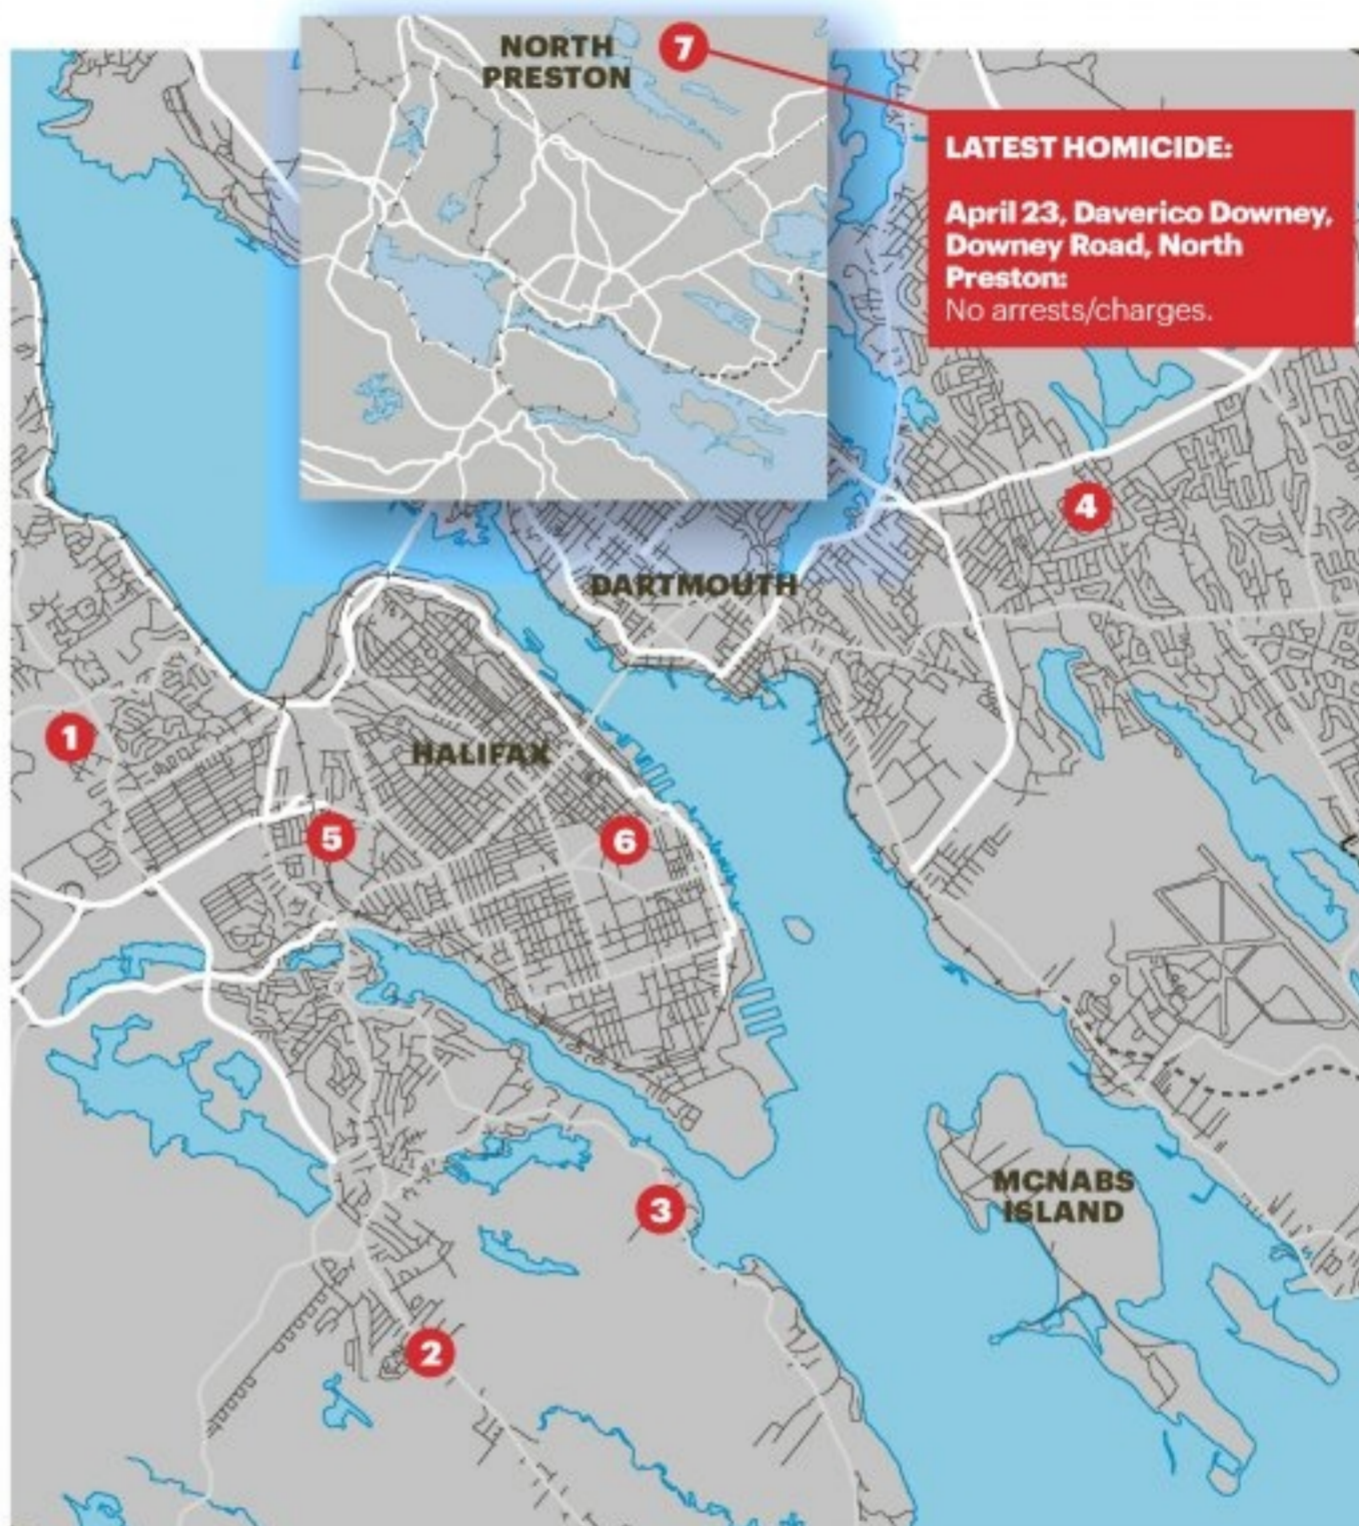 NORTH
PRESTON
7
LATEST HOMICIDE:
April 23, Daverico Downey,
Downey Road, North
Preston:
No arrests/charges.
4
DARTMOUTH
1
HALIFAX
5
6
MCNABS
ISLAND
3
2